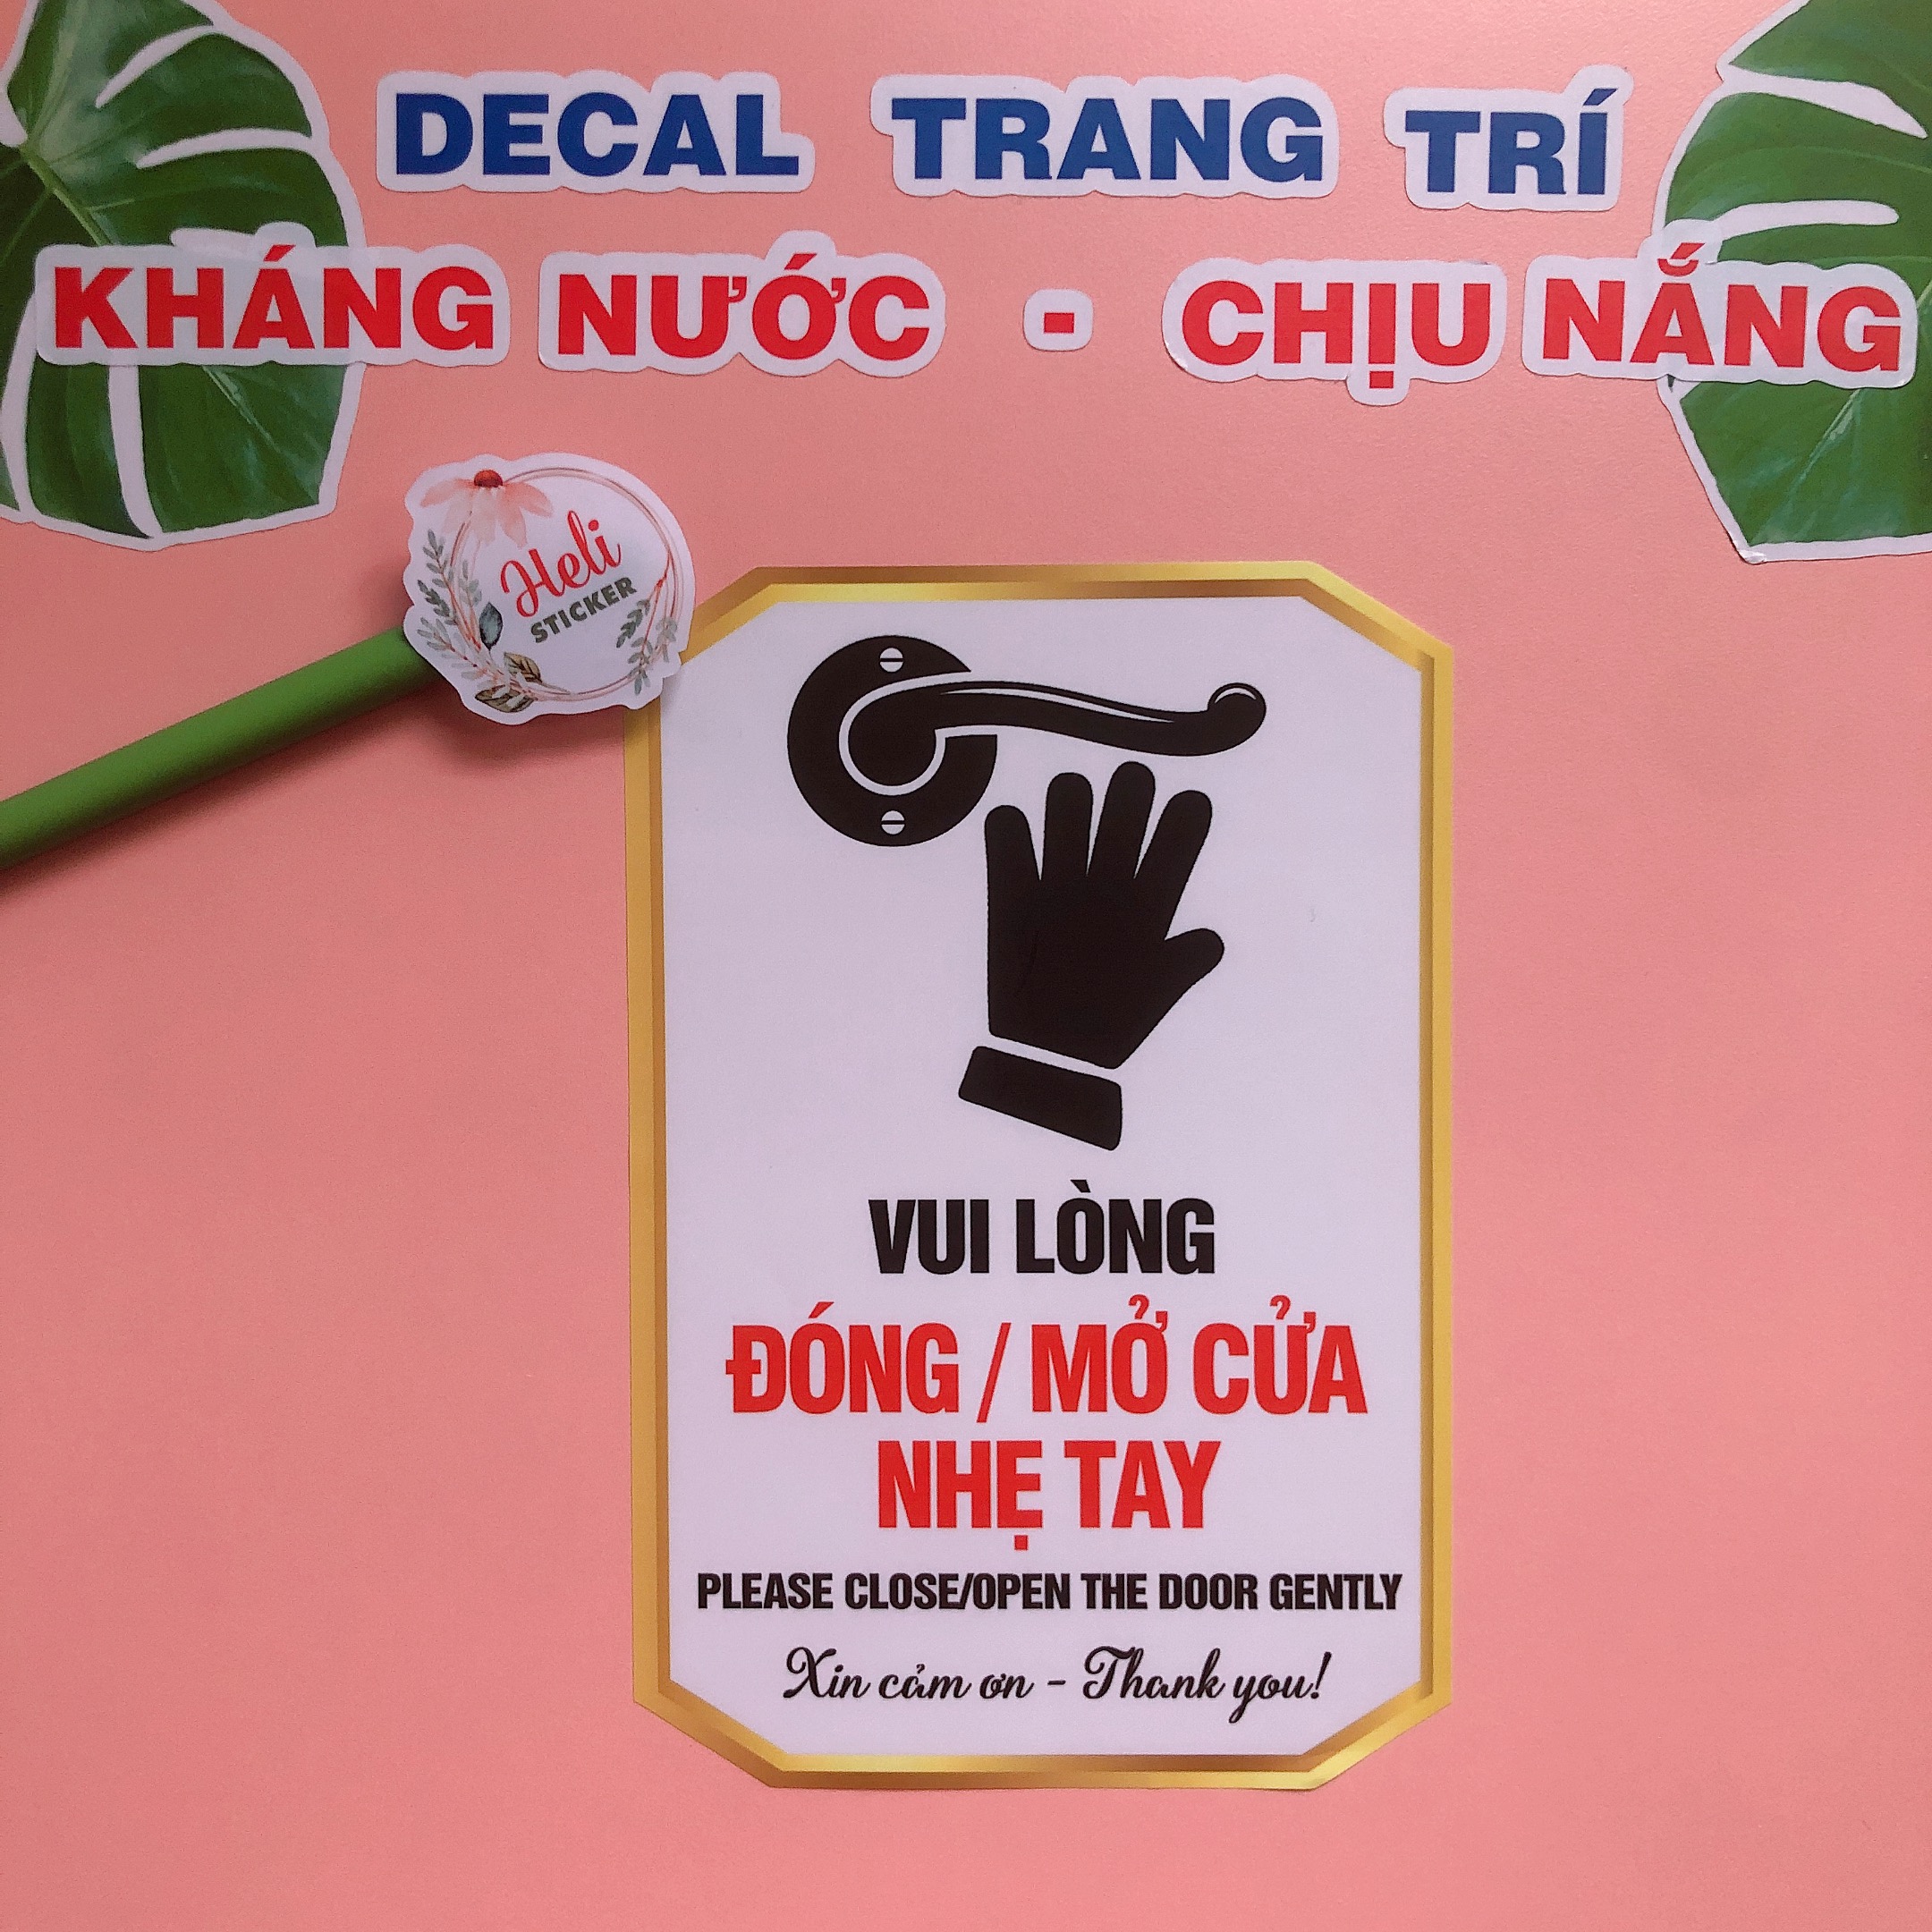 DECAL TRANG TRÍ
KHÁNG NƯỚC - CHỊU NẮNG
Heli
STICKER
VUI LÒNG
ĐÓNG / MỞ CỬA
NHẸ TAY
PLEASE CLOSE/OPEN THE DOOR GENTLY
Xin cảm ơn - Thank you!